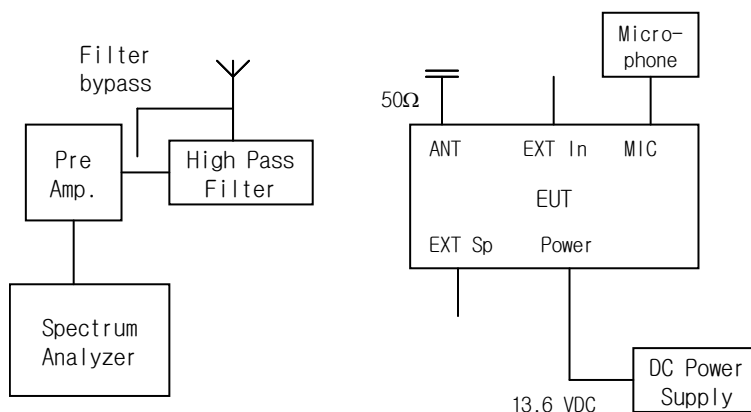 Filter
bypass
Pre
Amp.
High Pass
Filter
Spectrum
Analyzer
Micro-
phone
50Ω
ANT
EXT In
MIC
EUT
EXT Sp
Power
DC Power
Supply
13.6 VDC